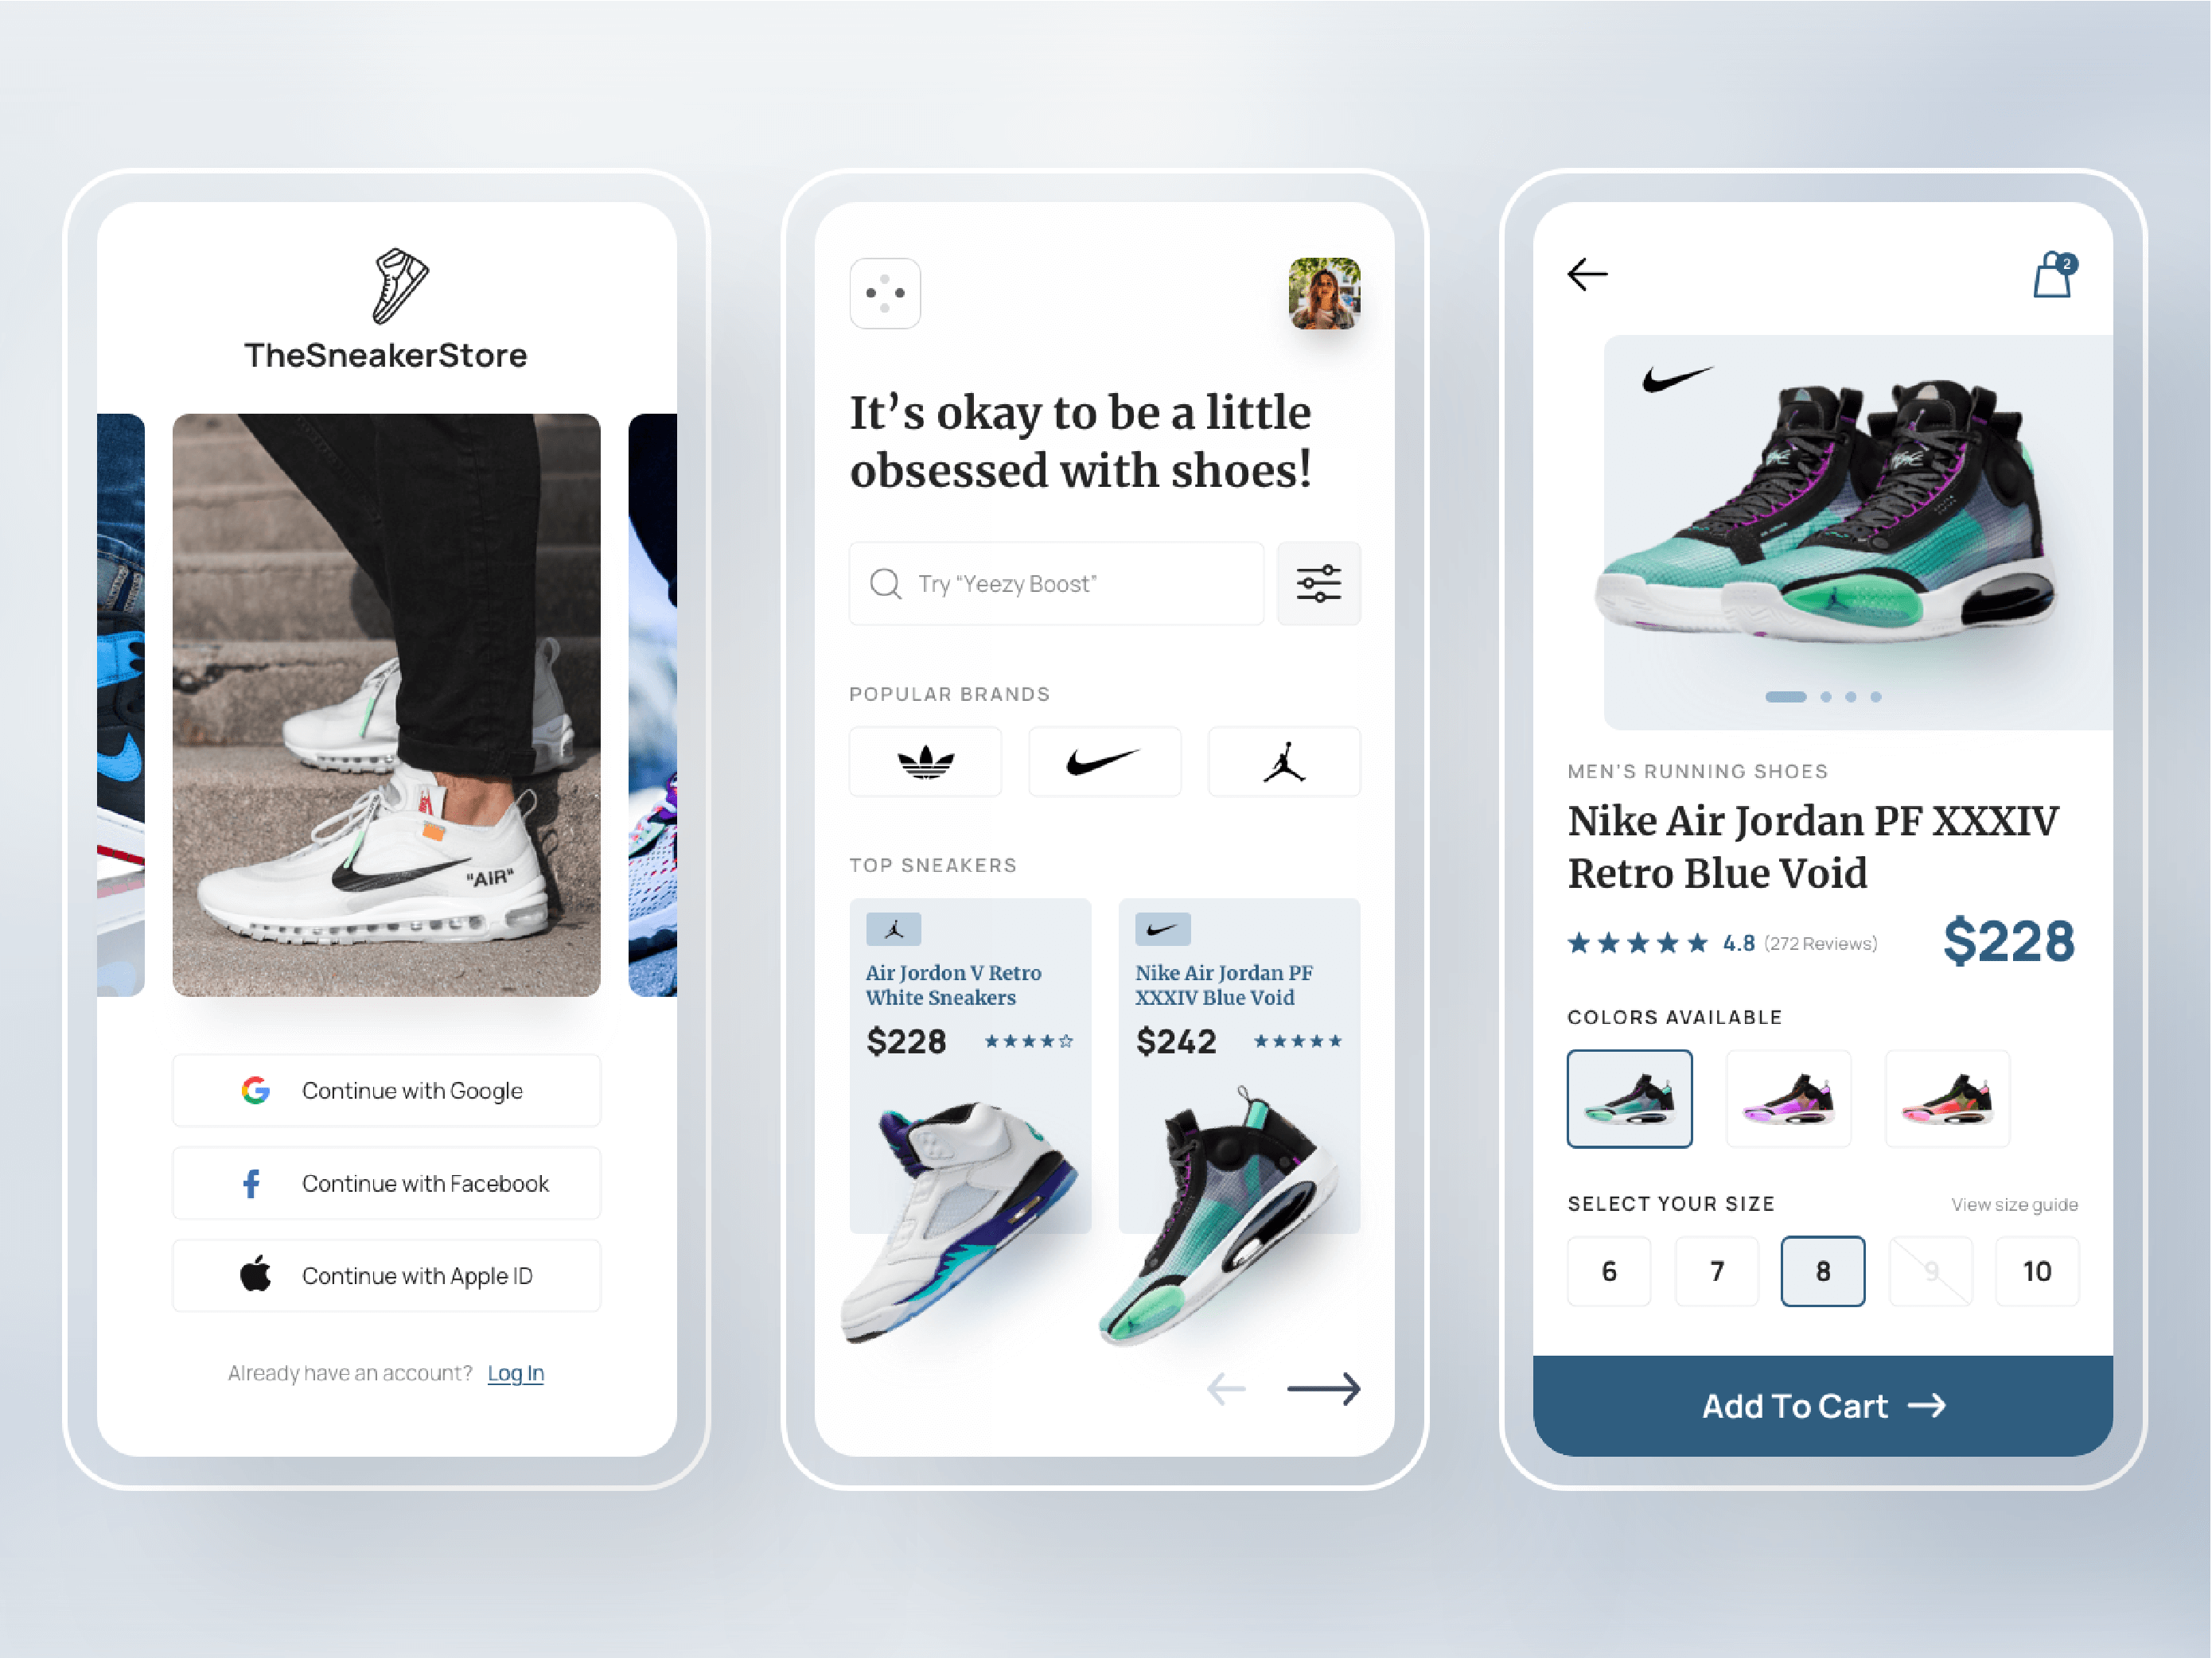 TheSneakerStore
"AIR"
Continue with Google
Continue with Facebook
Continue with Apple ID
Already have an account? Log In
It’s okay to be a little
obsessed with shoes!
Try “Yeezy Boost”
POPULAR BRANDS
TOP SNEAKERS
Air Jordon V Retro
White Sneakers
$228
Nike Air Jordan PF
XXXIV Blue Void
$242
2
MEN’S RUNNING SHOES
Nike Air Jordan PF XXXIV
Retro Blue Void
4.8 (272 Reviews)
$228
COLORS AVAILABLE
SELECT YOUR SIZE
View size guide
6 7 8 9 10
Add To Cart